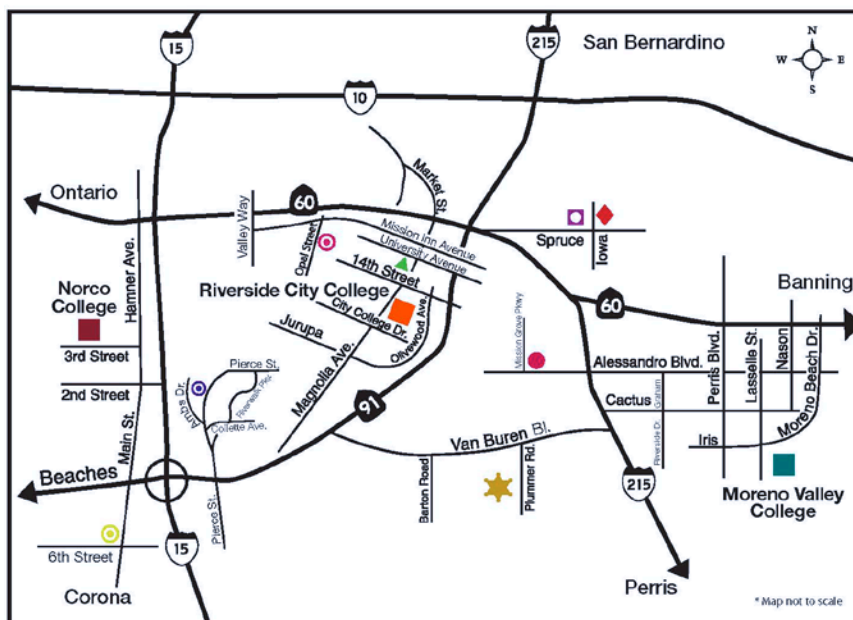 15
215
San Bernardino
N
W
E
S
10
Market St.
Ontario
60
Valley Way
Mission Inn Avenue
University Avenue
Spruce
Iowa
Opal Street
14th Street
Hamner Ave.
Norco
College
Riverside City College
City College Dr.
Olivewood Ave.
Banning
60
Mission Grove Pkwy
3rd Street
Jurupa
Magnolia Ave.
Pierce St.
Alessandro Blvd.
Perris Blvd.
Lasselle St.
Nason
Moreno Beach Dr.
2nd Street
Riverwalk Pkwy
Collette Ave.
91
Cactus
Graham
Main St.
Van Buren Bl.
Iris
Riverside Dr.
Beaches
Barton Road
Plummer Rd.
215
Moreno Valley
College
Pierce St.
6th Street
15
Corona
Perris
* Map not to scale